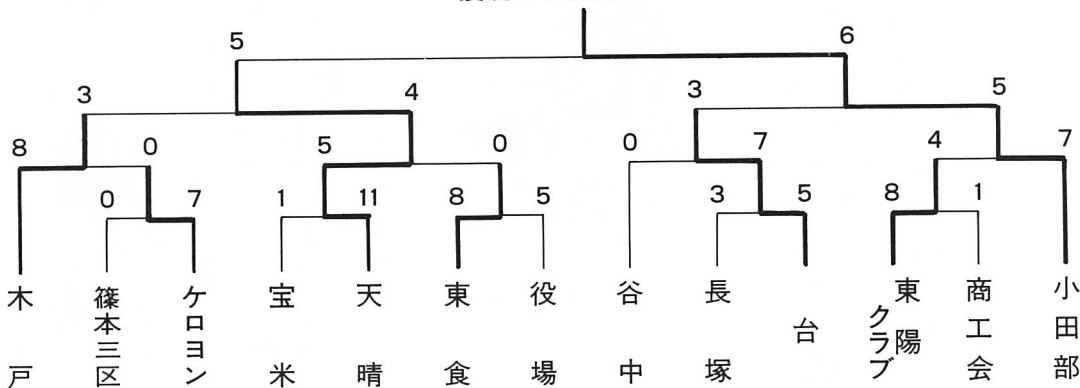 5 6
3 4 3 5
8 0 5 0 0 7 4 7
0 7 1 11 8 5 3 5 8 1
木戸
篠本三区
ケロヨン
宝米
天晴
東食
役場
谷中
長塚
台
東陽クラブ
商工会
小田部